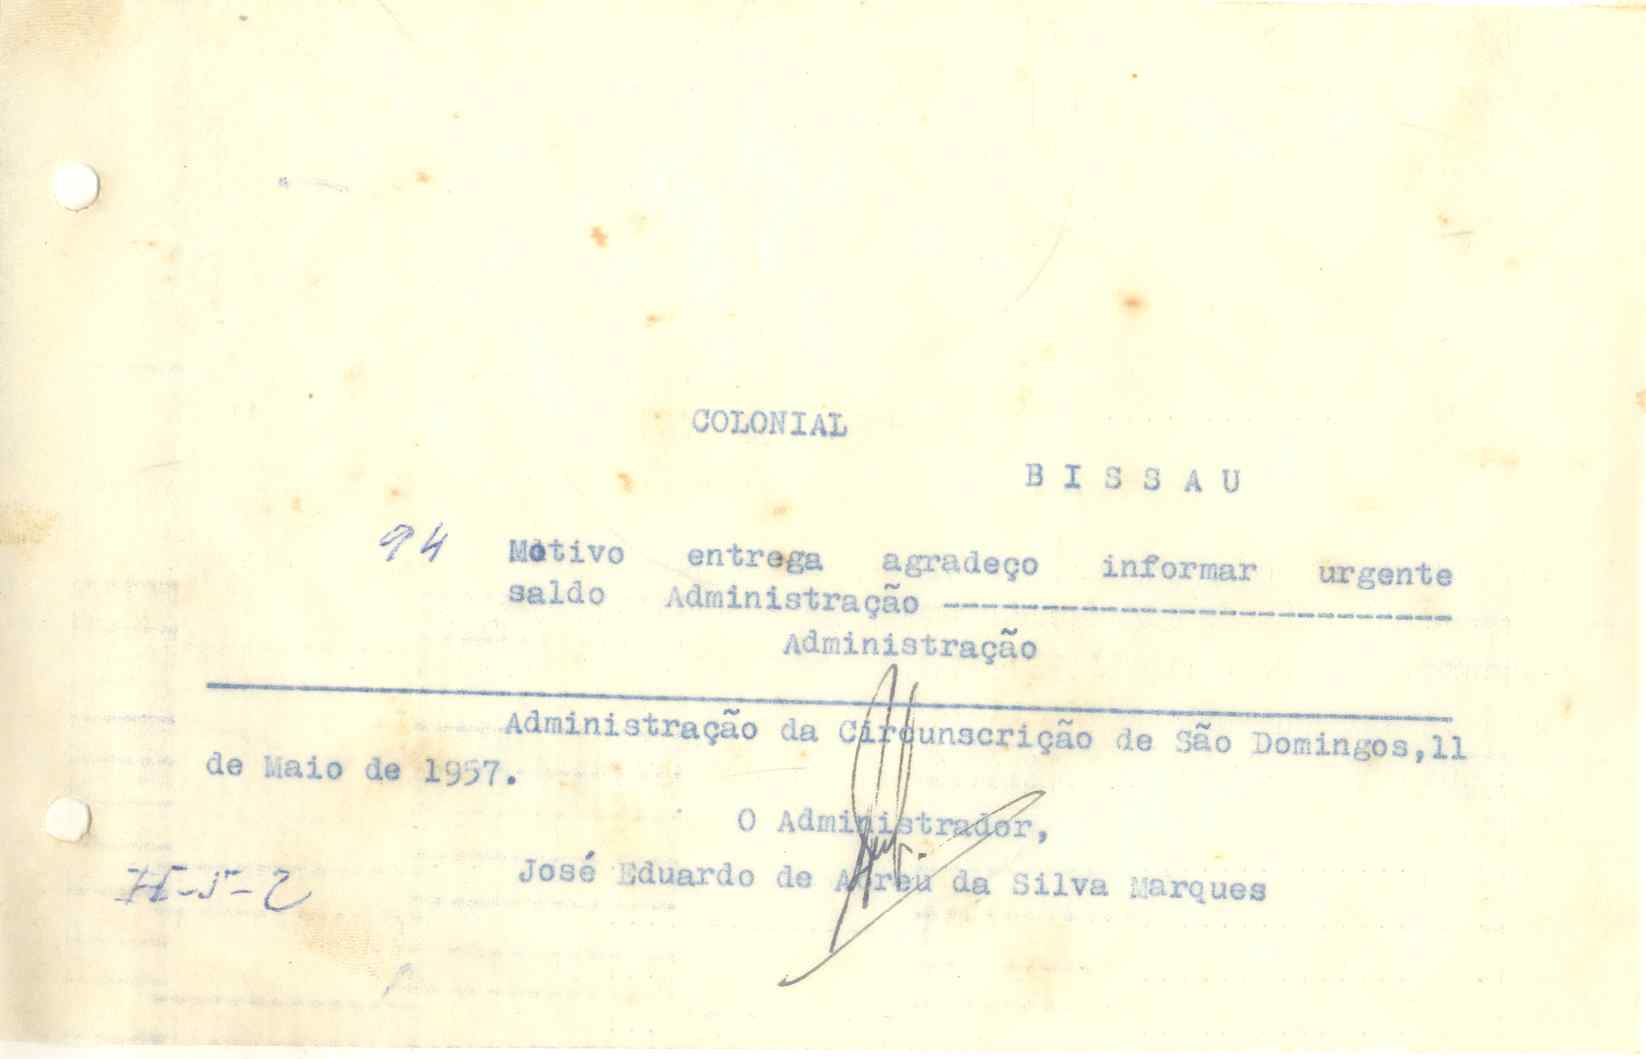 COLONIAL
B I S S A U
94 Motivo entrega agradeço informar urgente
saldo Administração --------------------------
Administração
Administração da Circunscrição de São Domingos,11
de Maio de 1957.
O Administrador,
José Eduardo de Abreu da Silva Marques